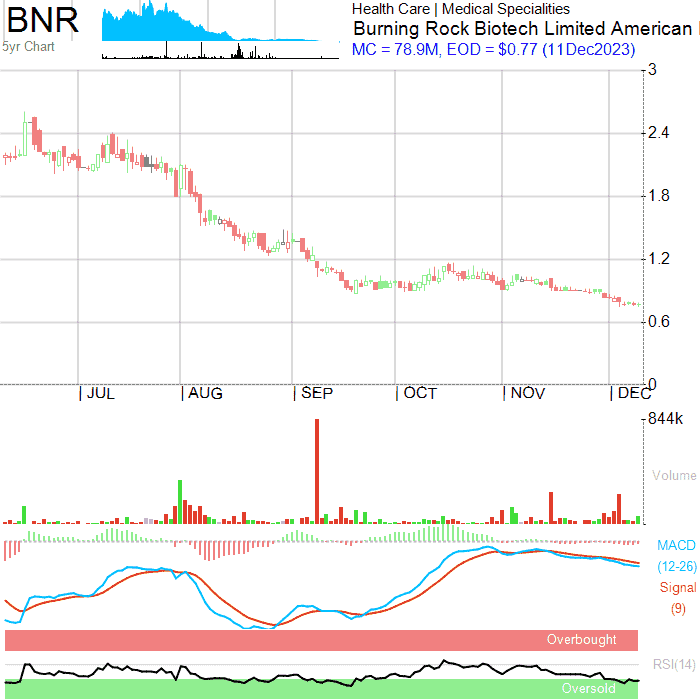 BNR
Health Care | Medical Specialities
Burning Rock Biotech Limited American
5yr Chart
MC = 78.9M, EOD = $0.77 (11Dec2023)
3
2.4
1.8
1.2
0.6
0
| JUL | AUG | SEP | OCT | NOV | DEC
844k
Volume
MACD
(12-26)
Signal
(9)
Overbought
RSI(14)
Oversold